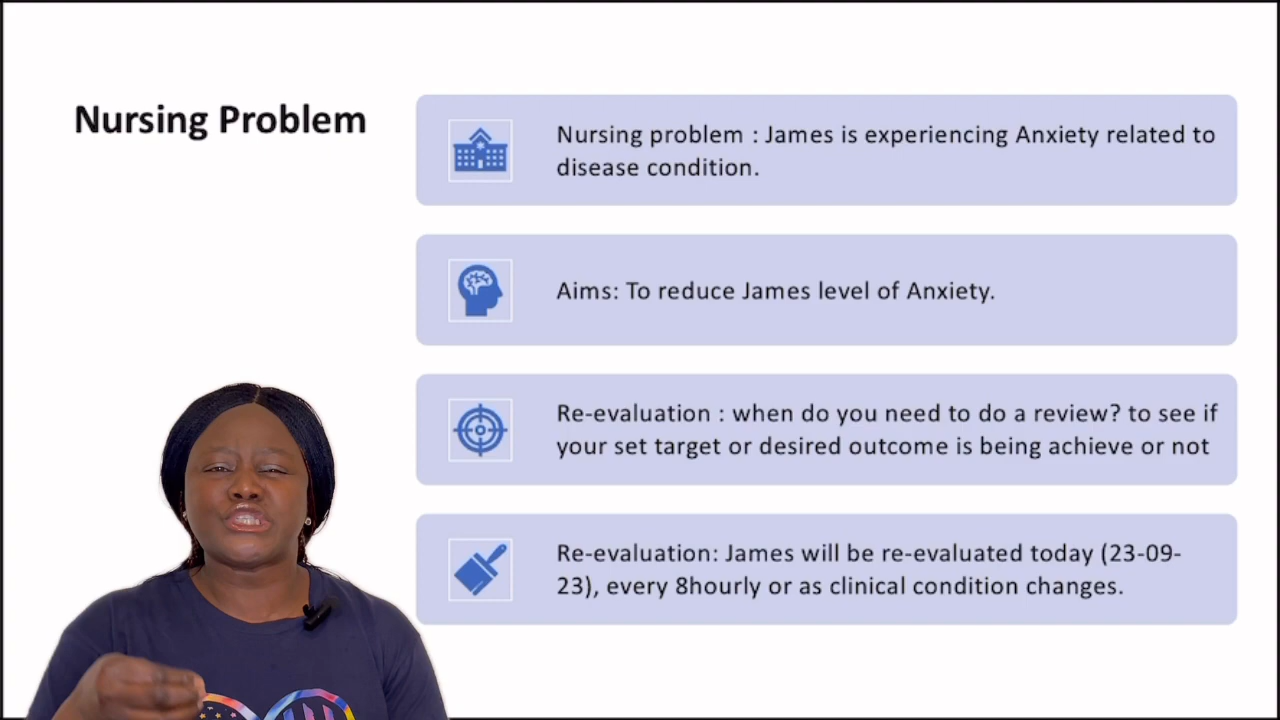 Nursing Problem
Nursing problem : James is experiencing Anxiety related to
disease condition.
Aims: To reduce James level of Anxiety.
Re-evaluation : when do you need to do a review? to see if
your set target or desired outcome is being achieve or not
Re-evaluation: James will be re-evaluated today (23-09-
23), every 8hourly or as clinical condition changes.